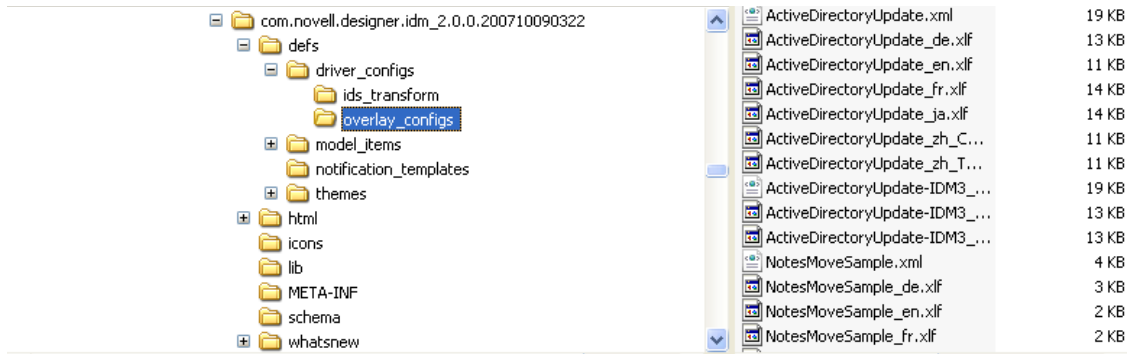 com.novell.designer.idm_2.0.0.200710090322
defs
driver_configs
ids_transform
overlay_configs
model_items
notification_templates
themes
html
icons
lib
META-INF
schema
whatsnew
ActiveDirectoryUpdate.xml 19 KB
ActiveDirectoryUpdate_de.xlf 13 KB
ActiveDirectoryUpdate_en.xlf 11 KB
ActiveDirectoryUpdate_fr.xlf 14 KB
ActiveDirectoryUpdate_ja.xlf 14 KB
ActiveDirectoryUpdate_zh_C... 11 KB
ActiveDirectoryUpdate_zh_T... 11 KB
ActiveDirectoryUpdate-IDM3_... 19 KB
ActiveDirectoryUpdate-IDM3_... 13 KB
ActiveDirectoryUpdate-IDM3_... 13 KB
NotesMoveSample.xml 4 KB
NotesMoveSample_de.xlf 3 KB
NotesMoveSample_en.xlf 2 KB
NotesMoveSample_fr.xlf 2 KB